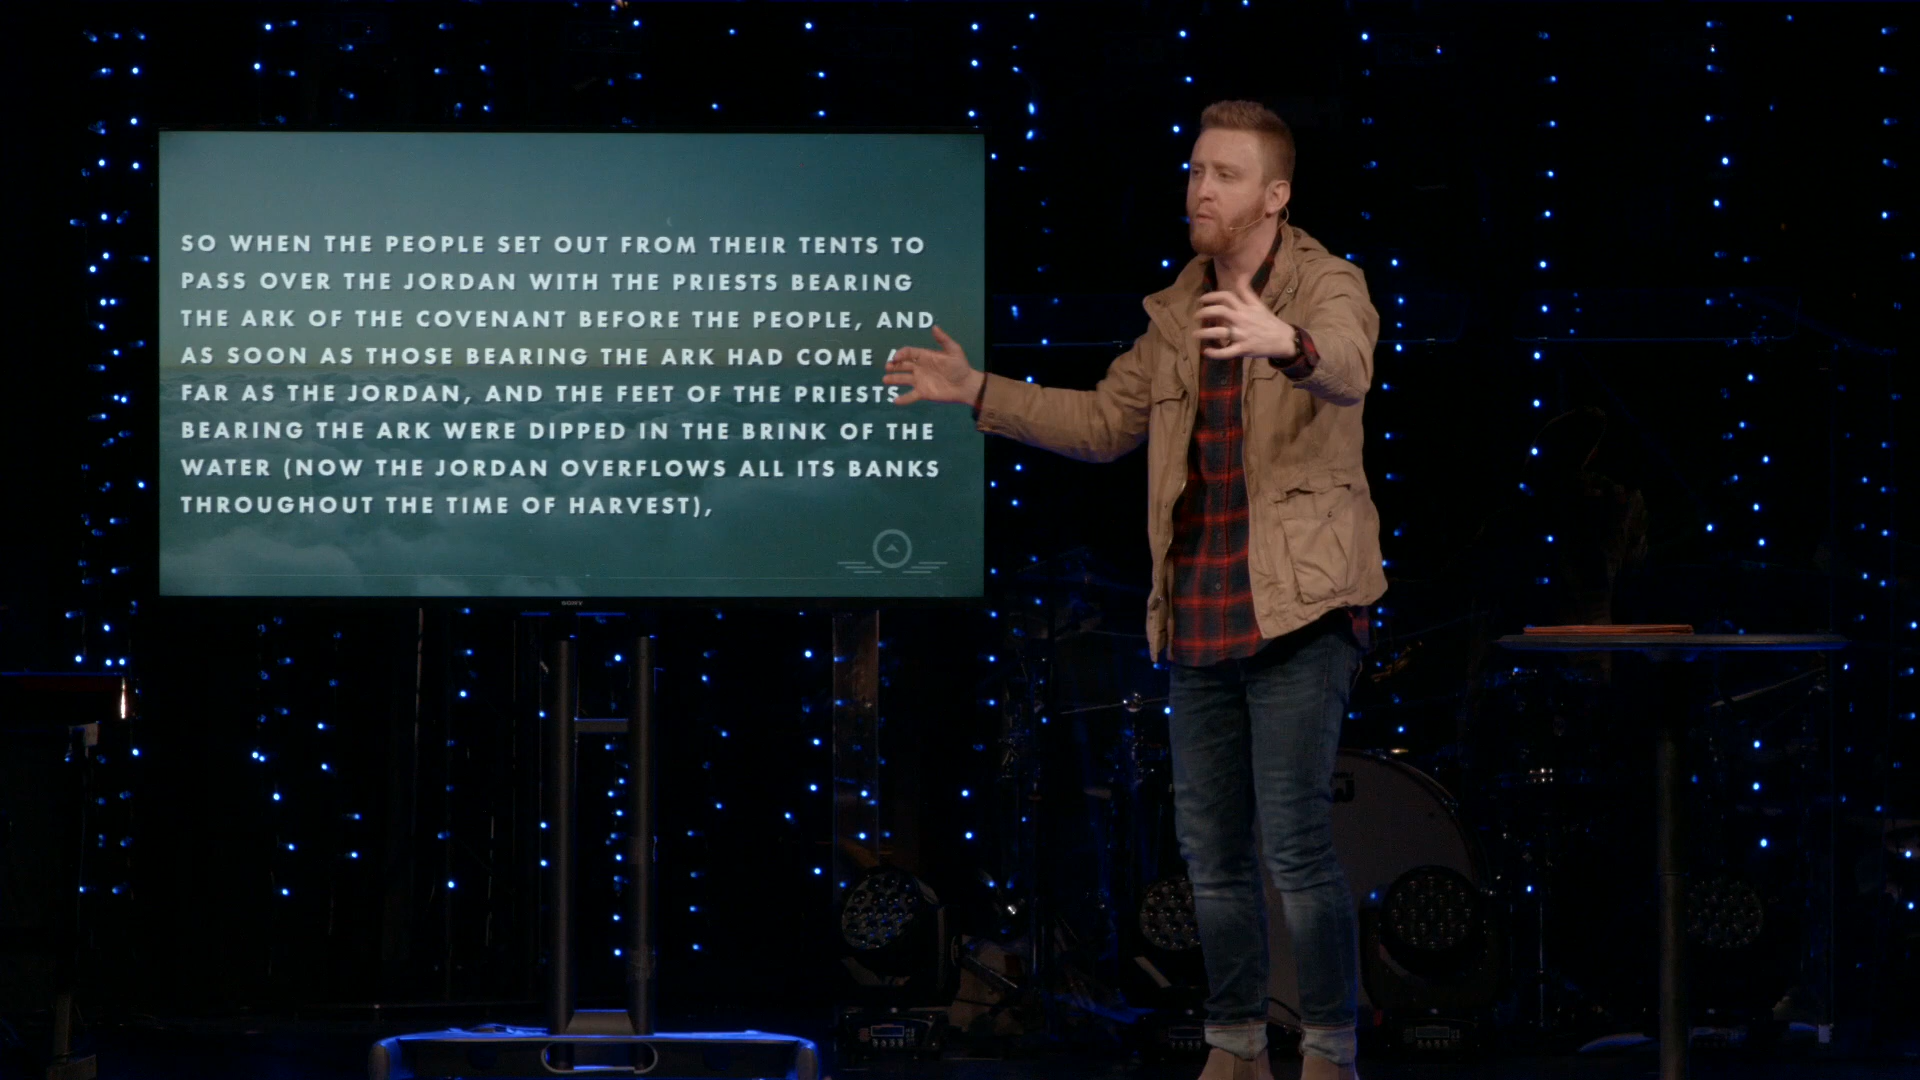 SO WHEN THE PEOPLE SET OUT FROM THEIR TENTS TO
PASS OVER THE JORDAN WITH THE PRIESTS BEARING
THE ARK OF THE COVENANT BEFORE THE PEOPLE, AND
AS SOON AS THOSE BEARING THE ARK HAD COME
FAR AS THE JORDAN, AND THE FEET OF THE PRIESTS
BEARING THE ARK WERE DIPPED IN THE BRINK OF THE
WATER (NOW THE JORDAN OVERFLOWS ALL ITS BANKS
THROUGHOUT THE TIME OF HARVEST),
SONY